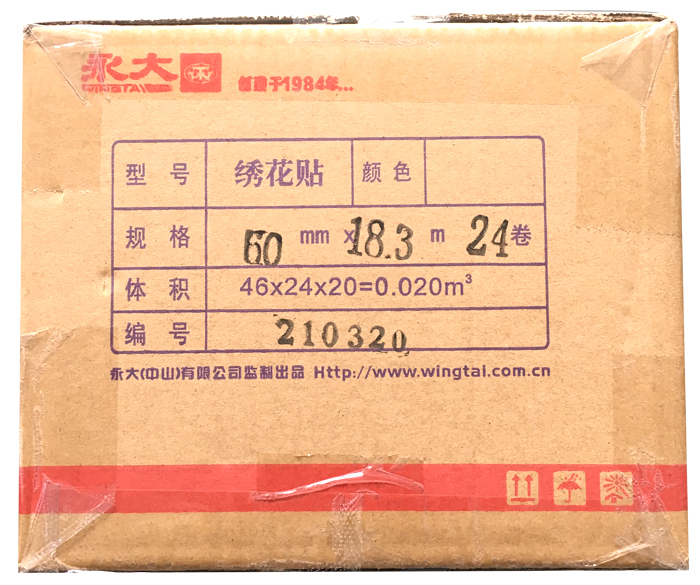 永大
WINGTAI
创建于1984年...
型号 绣花贴 颜色
规格 60 mm x 18.3 m 24卷
体积 46x24x20=0.020m³
编号 210320
永大(中山)有限公司监制出品 Http://www.wingtai.com.cn